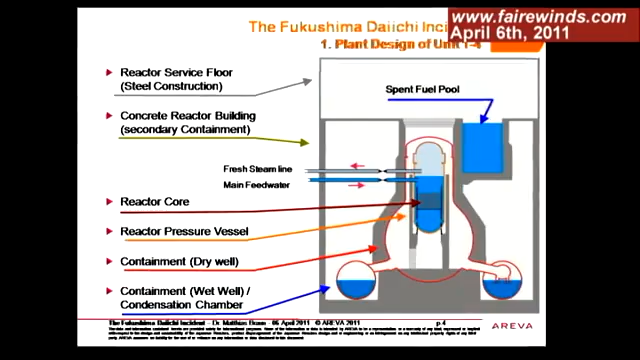 www.fairewinds.com
April 6th, 2011
The Fukushima Daiichi Incident
1. Plant Design of Unit 1-4
Reactor Service Floor
(Steel Construction)
Concrete Reactor Building
(secondary Containment)
Reactor Core
Reactor Pressure Vessel
Containment (Dry well)
Containment (Wet Well) /
Condensation Chamber
Spent Fuel Pool
Fresh Steam line
Main Feedwater
The Fukushima Daiichi Incident - Dr. Matthias Braun - 06 April 2011 © AREVA 2011 p.4
AREVA